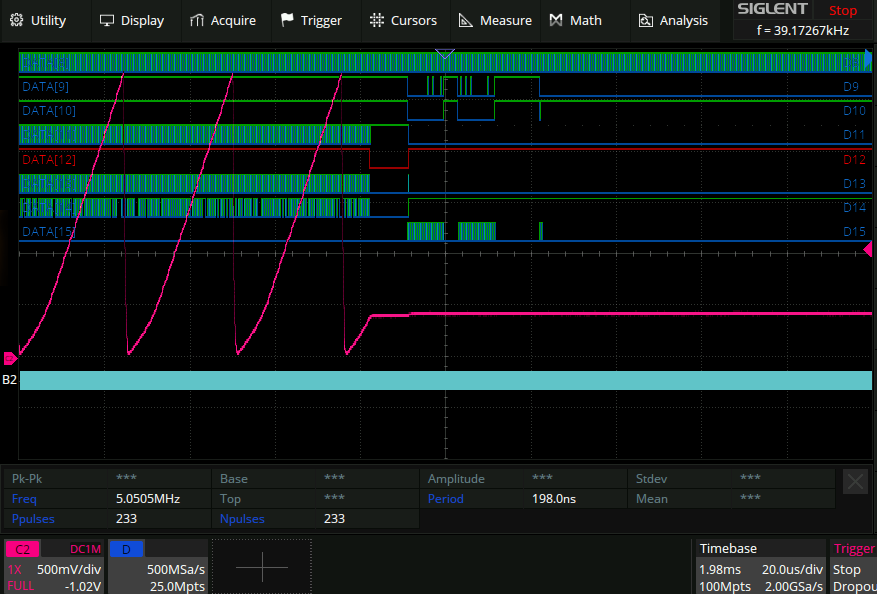 Utility Display Acquire Trigger Cursors Measure Math Analysis SIGLENT Stop
f = 39.17267kHz
DATA[9] D9
DATA[10] D10
D11
DATA[12] D12
D13
D14
DATA[15] D15
B2
Pk-Pk *** Base *** Amplitude *** Stdev ***
Freq 5.0505MHz Top *** Period 198.0ns Mean ***
Ppulses 233 Npulses 233
C2 DC1M D Timebase Trigger
1X 500mV/div 500MSa/s 1.98ms 20.0us/div Stop
FULL -1.02V 25.0Mpts 100Mpts 2.00GSa/s Dropou